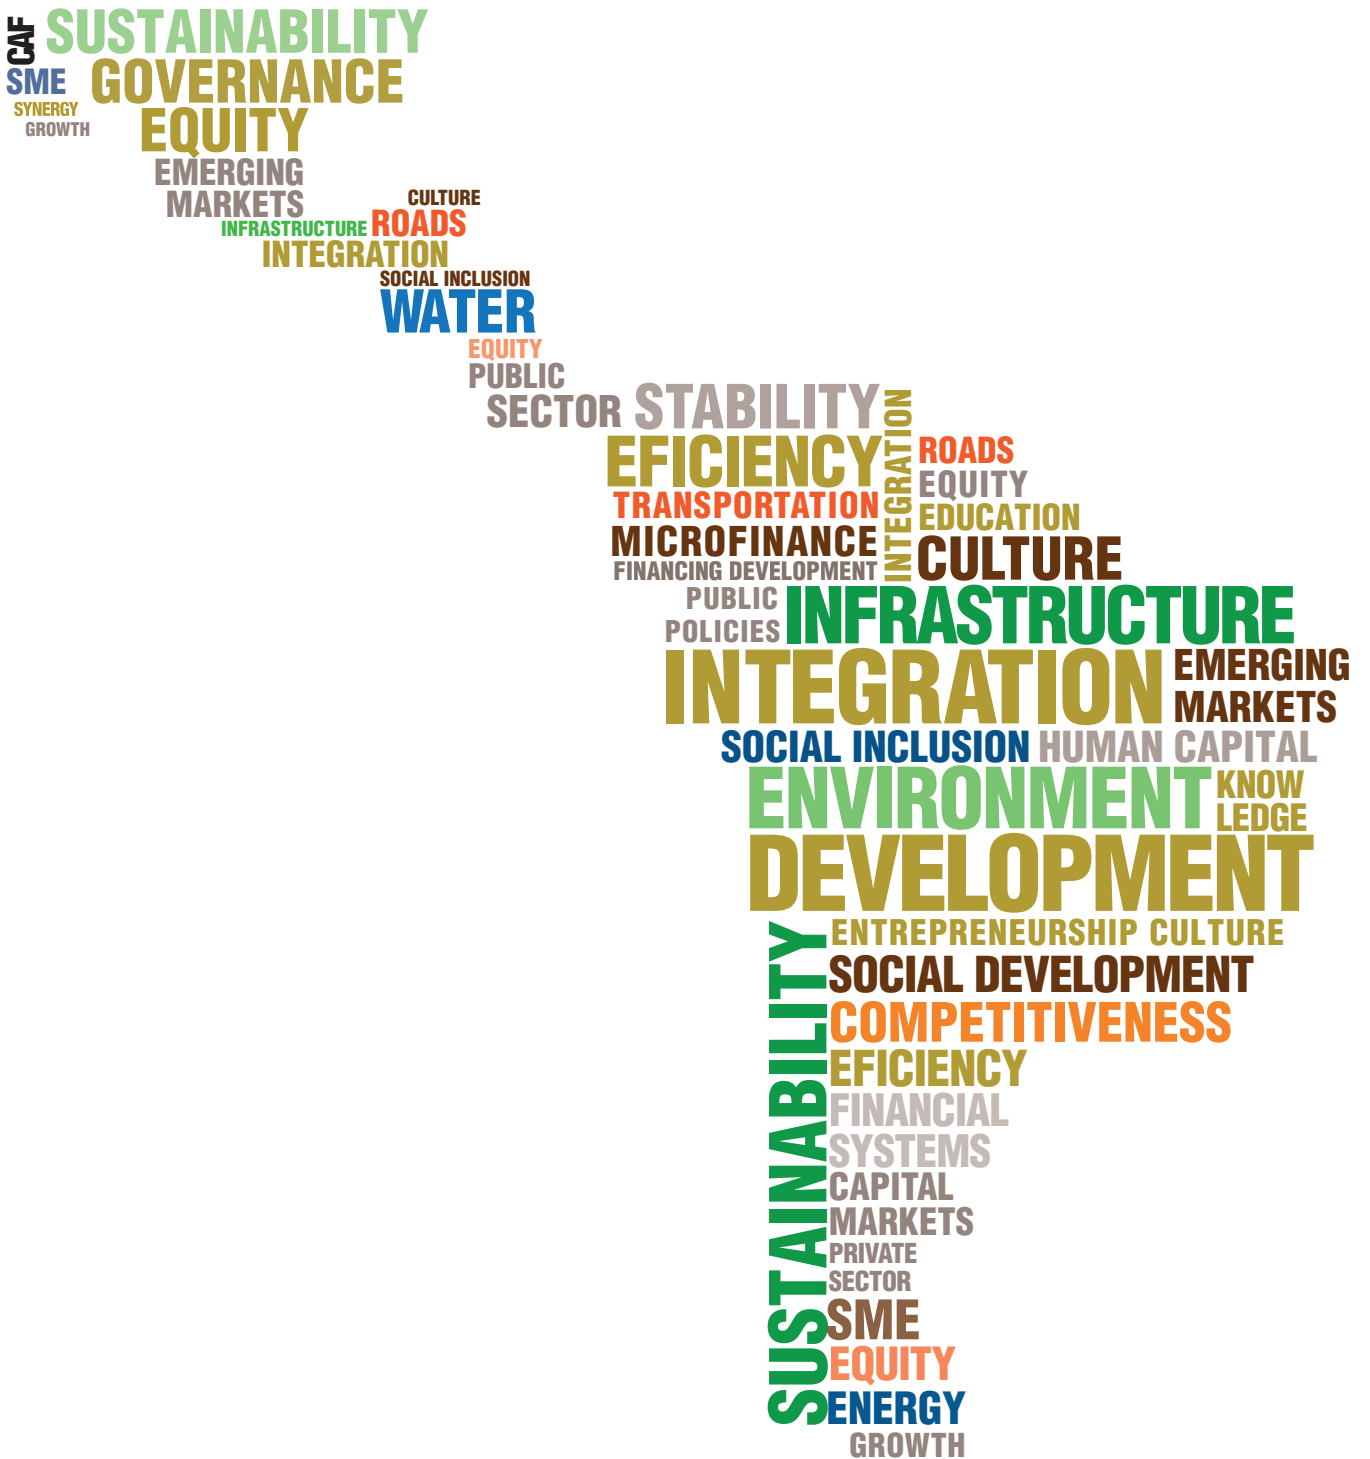 CAF
SUSTAINABILITY
SME
GOVERNANCE
SYNERGY
GROWTH
EQUITY
EMERGING
MARKETS
CULTURE
INFRASTRUCTURE
ROADS
INTEGRATION
SOCIAL INCLUSION
WATER
EQUITY
PUBLIC
SECTOR
STABILITY
EFICIENCY
TRANSPORTATION
MICROFINANCE
FINANCING DEVELOPMENT
INTEGRATION
ROADS
EQUITY
EDUCATION
CULTURE
PUBLIC
POLICIES
INFRASTRUCTURE
INTEGRATION
EMERGING
MARKETS
SOCIAL INCLUSION
HUMAN CAPITAL
ENVIRONMENT
KNOW
LEDGE
DEVELOPMENT
SUSTAINABILITY
ENTREPRENEURSHIP CULTURE
SOCIAL DEVELOPMENT
COMPETITIVENESS
EFICIENCY
FINANCIAL
SYSTEMS
CAPITAL
MARKETS
PRIVATE
SECTOR
SME
EQUITY
ENERGY
GROWTH